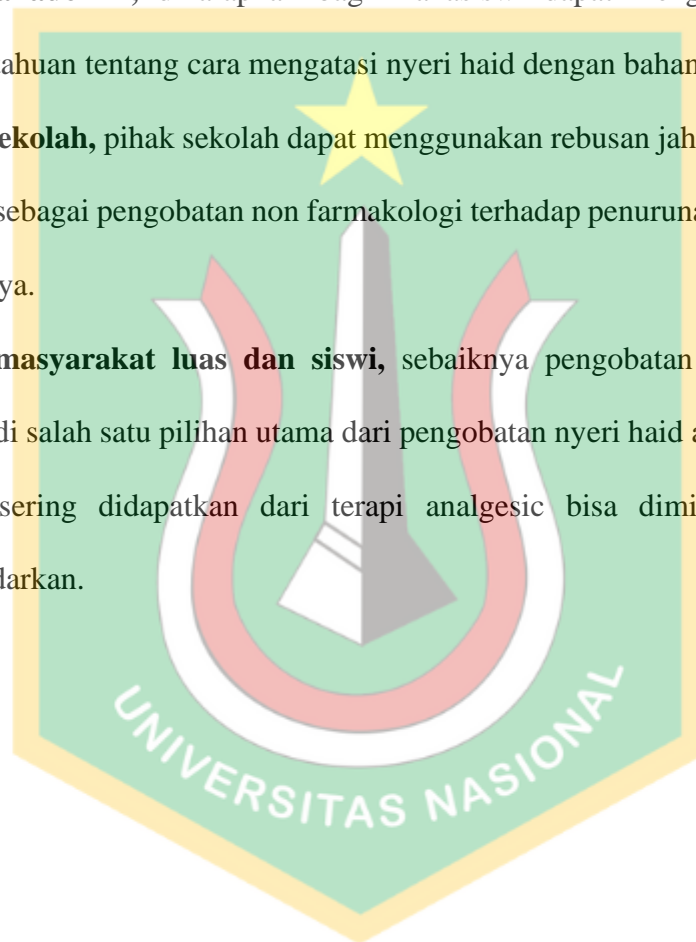 ahuan tentang cara mengatasi nyeri haid dengan bahan
ekolah, pihak sekolah dapat menggunakan rebusan jah
sebagai pengobatan non farmakologi terhadap penuruna
ya.
masyarakat luas dan siswi, sebaiknya pengobatan
di salah satu pilihan utama dari pengobatan nyeri haid a
sering didapatkan dari terapi analgesic bisa dimi
darkan.
UNIVERSITAS NASIONAL